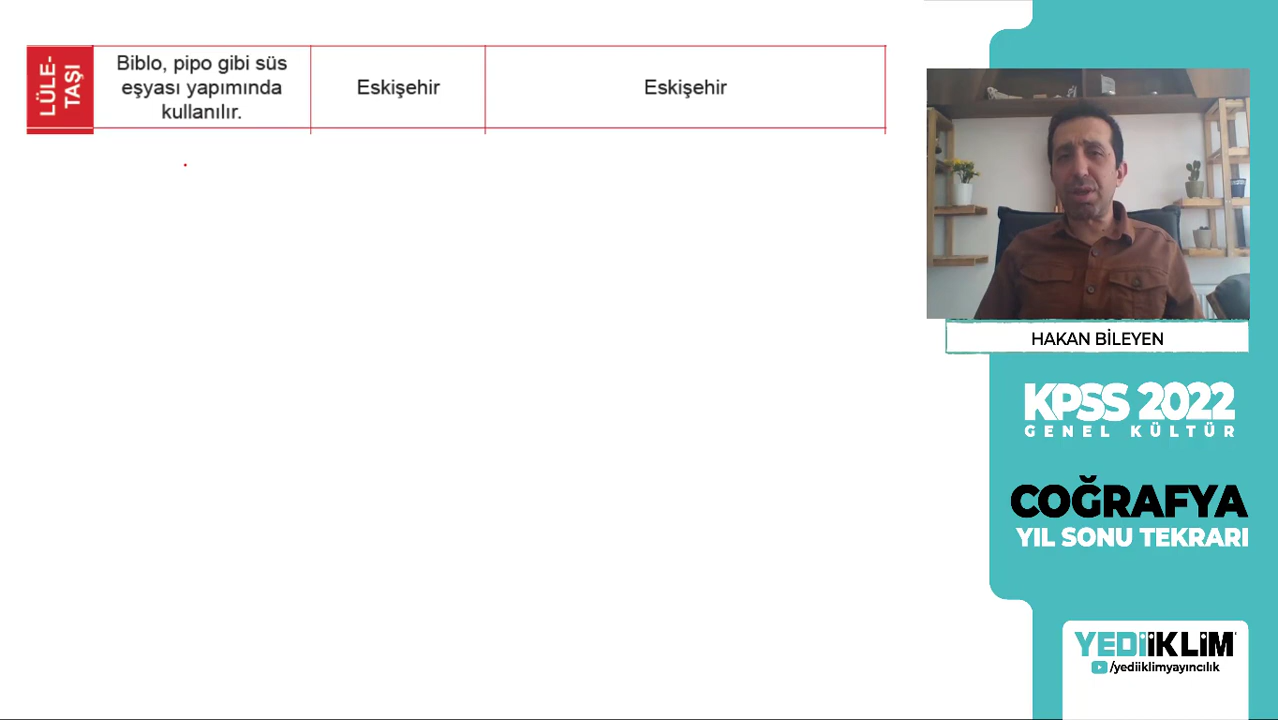 LÜLE-
TAŞI
Biblo, pipo gibi süs
eşyası yapımında
kullanılır.
Eskişehir
Eskişehir
HAKAN BİLEYEN
KPSS 2022
GENEL KÜLTÜR
COĞRAFYA
YIL SONU TEKRARI
YEDİİKLİM
/yediiklimyayıncılık